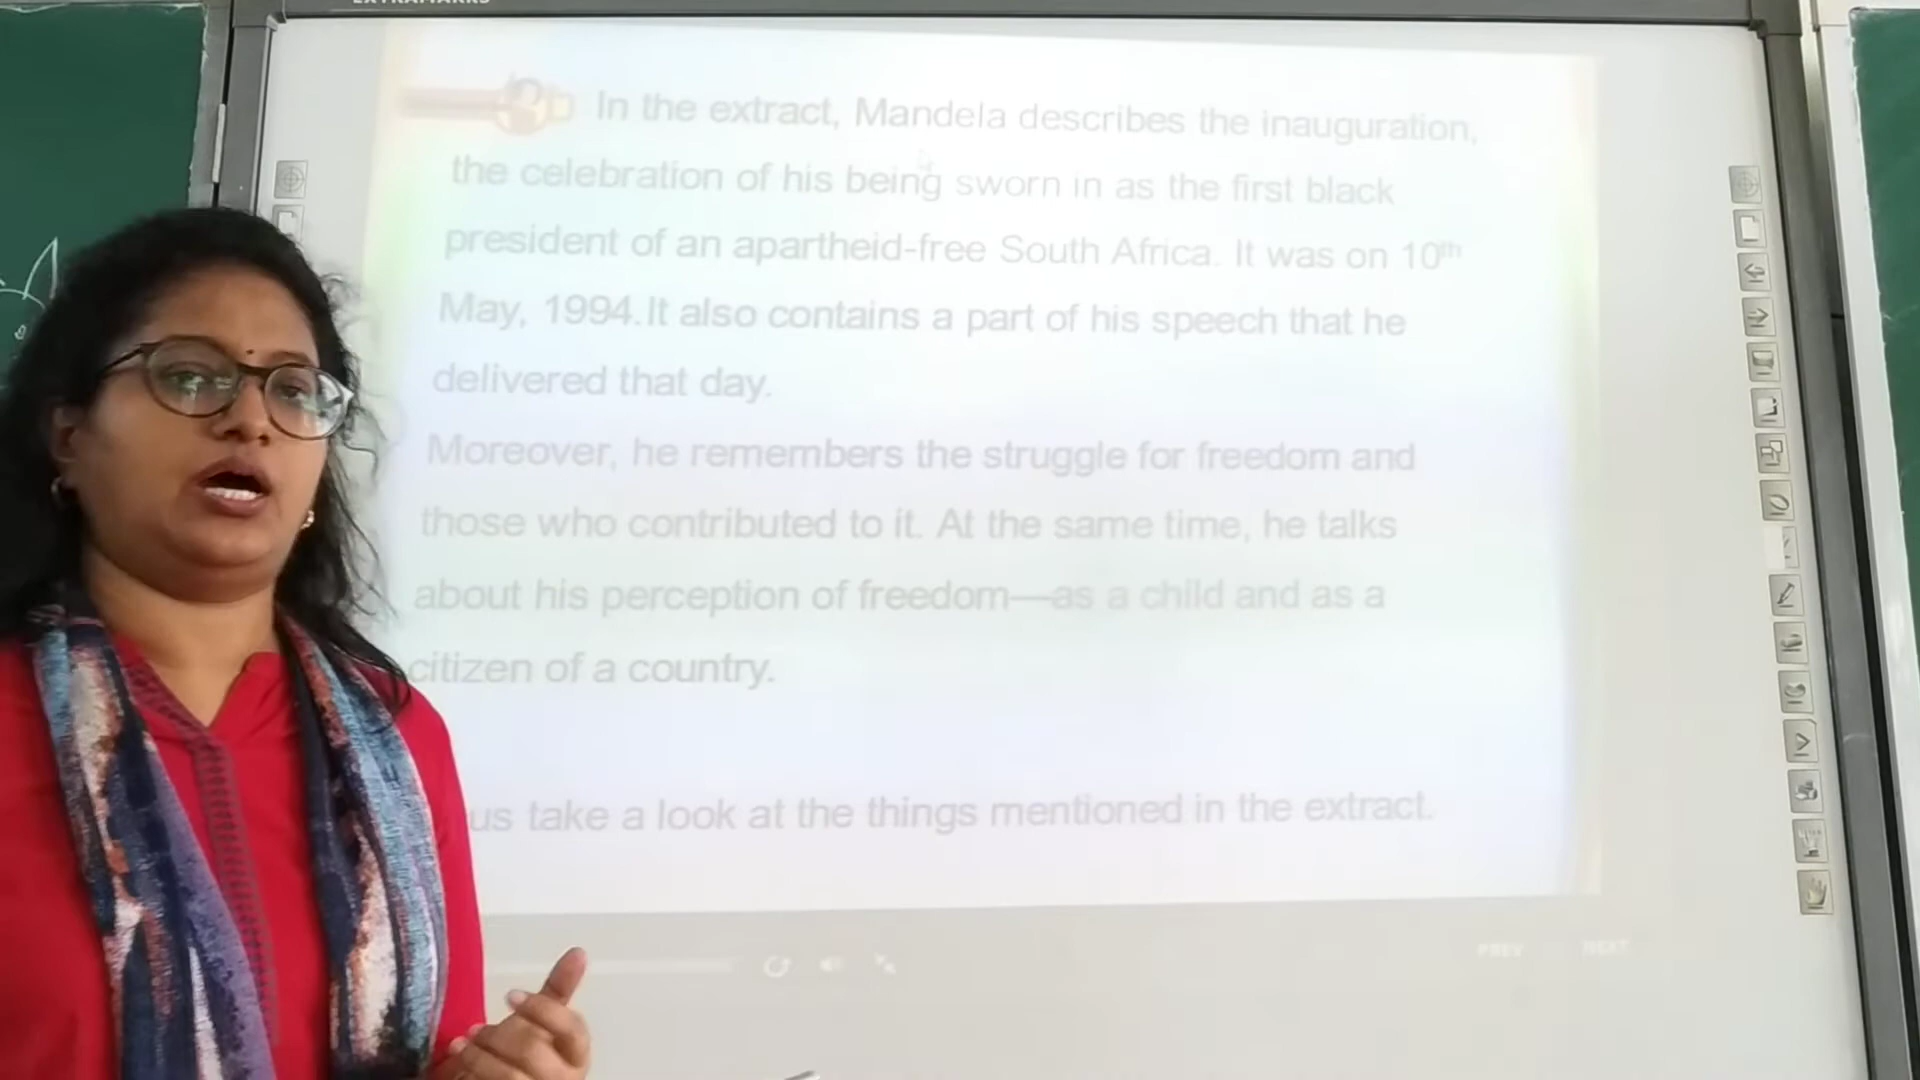 EXTRAMARKS
In the extract, Mandela describes the inauguration,
the celebration of his being sworn in as the first black
president of an apartheid-free South Africa. It was on 10th
May, 1994.It also contains a part of his speech that he
delivered that day.
Moreover, he remembers the struggle for freedom and
those who contributed to it. At the same time, he talks
about his perception of freedom—as a child and as a
citizen of a country.
us take a look at the things mentioned in the extract.
PREV NEXT